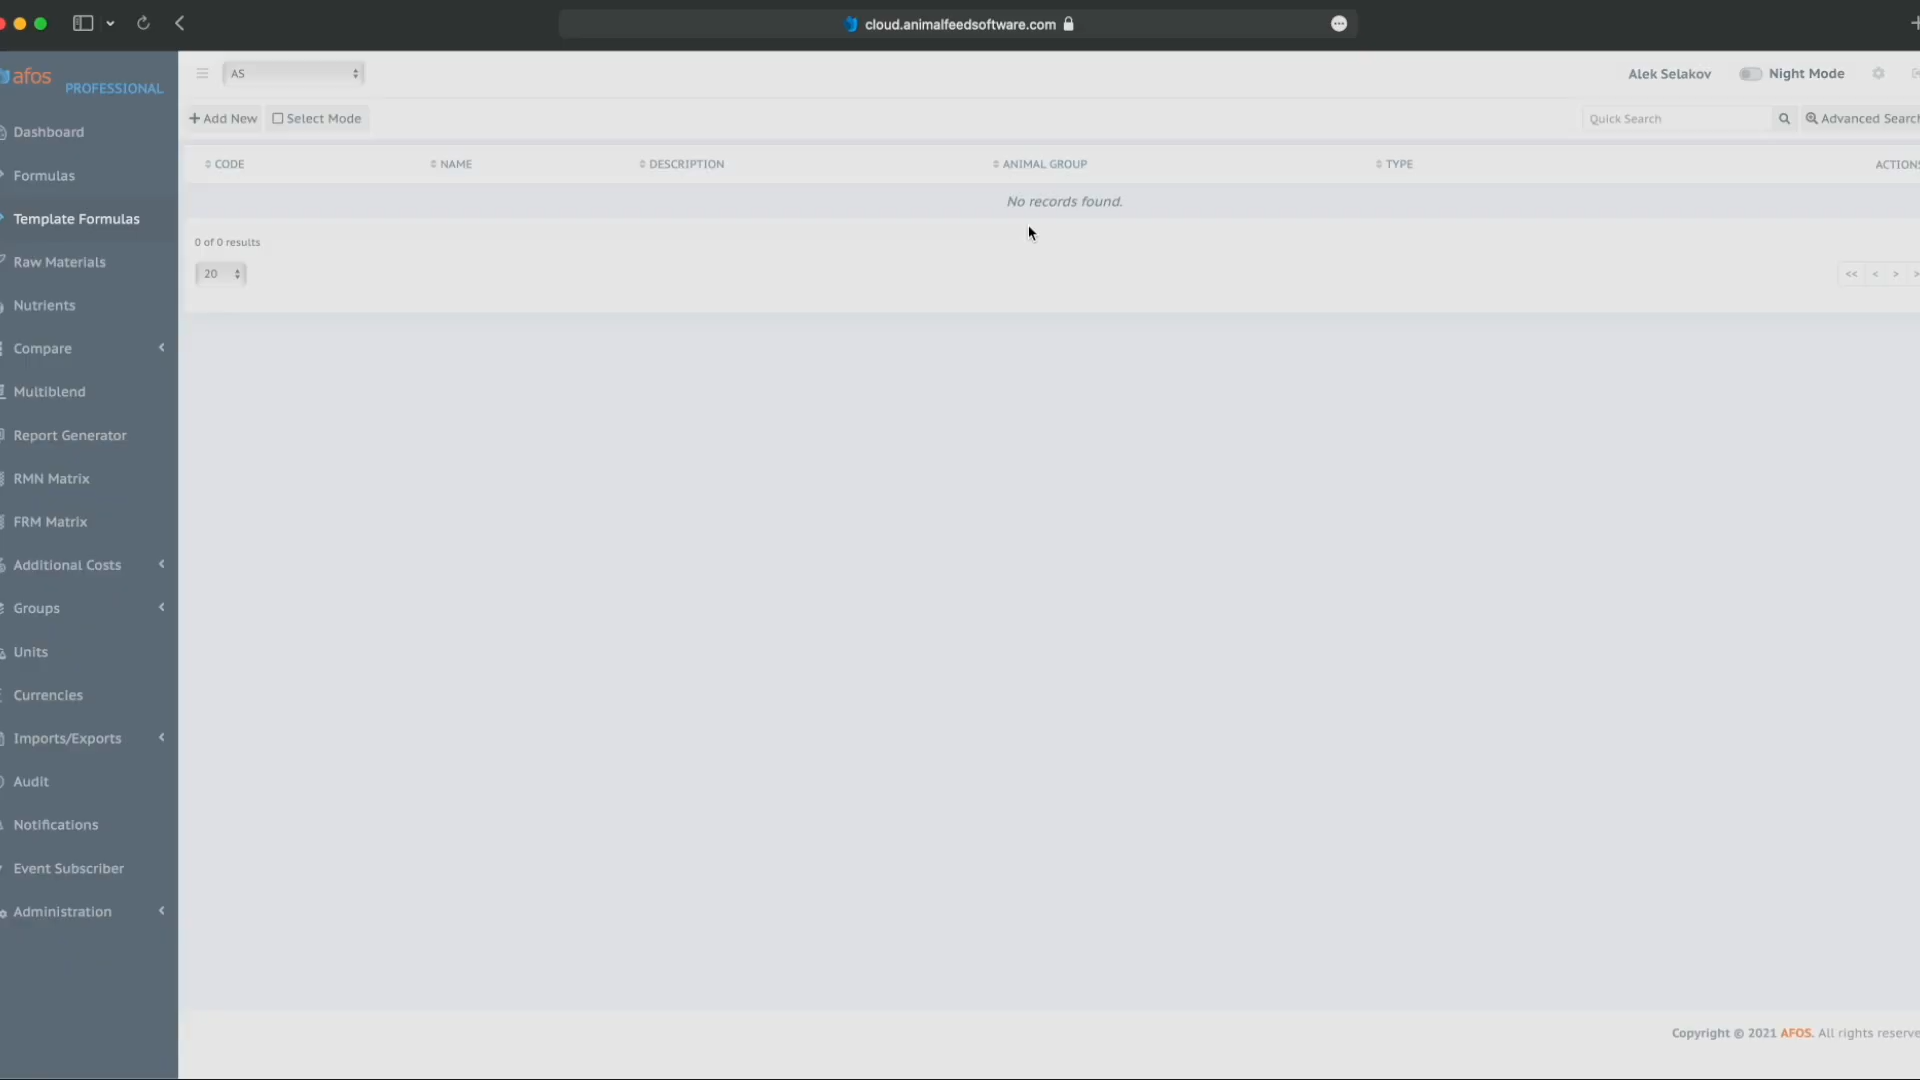 cloud.animalfeedsoftware.com
afos
PROFESSIONAL
AS
Alek Selakov
Night Mode
Add New
Select Mode
Quick Search
Advanced Search
CODE
NAME
DESCRIPTION
ANIMAL GROUP
TYPE
ACTIONS
No records found.
0 of 0 results
20
<<
<
>
>
Dashboard
Formulas
Template Formulas
Raw Materials
Nutrients
Compare
Multiblend
Report Generator
RMN Matrix
FRM Matrix
Additional Costs
Groups
Units
Currencies
Imports/Exports
Audit
Notifications
Event Subscriber
Administration
Copyright © 2021 AFOS. All rights reserve